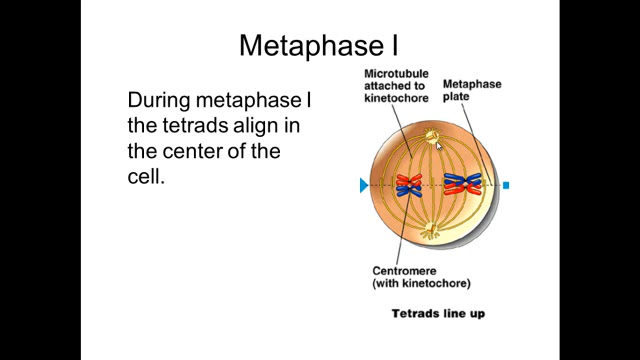 Metaphase I
During metaphase I
the tetrads align in
the center of the
cell.
Microtubule
attached to
kinetochore
Metaphase
plate
Centromere
(with kinetochore)
Tetrads line up